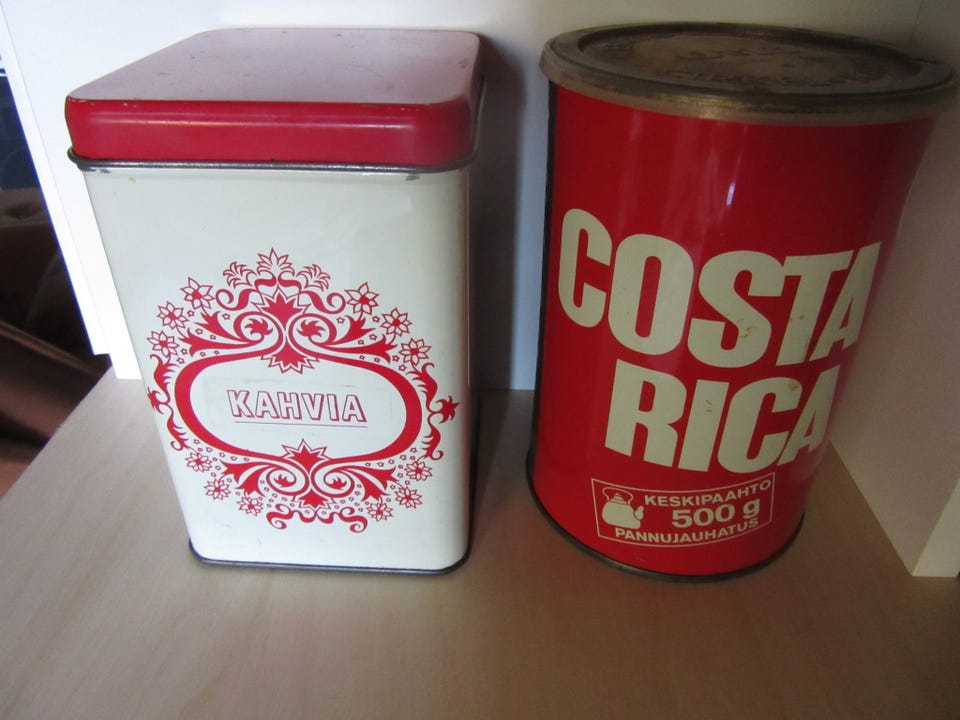 KAHVIA
COSTA
RICA
KESKIPAAHTO
500 g
PANNUJAUHATUS